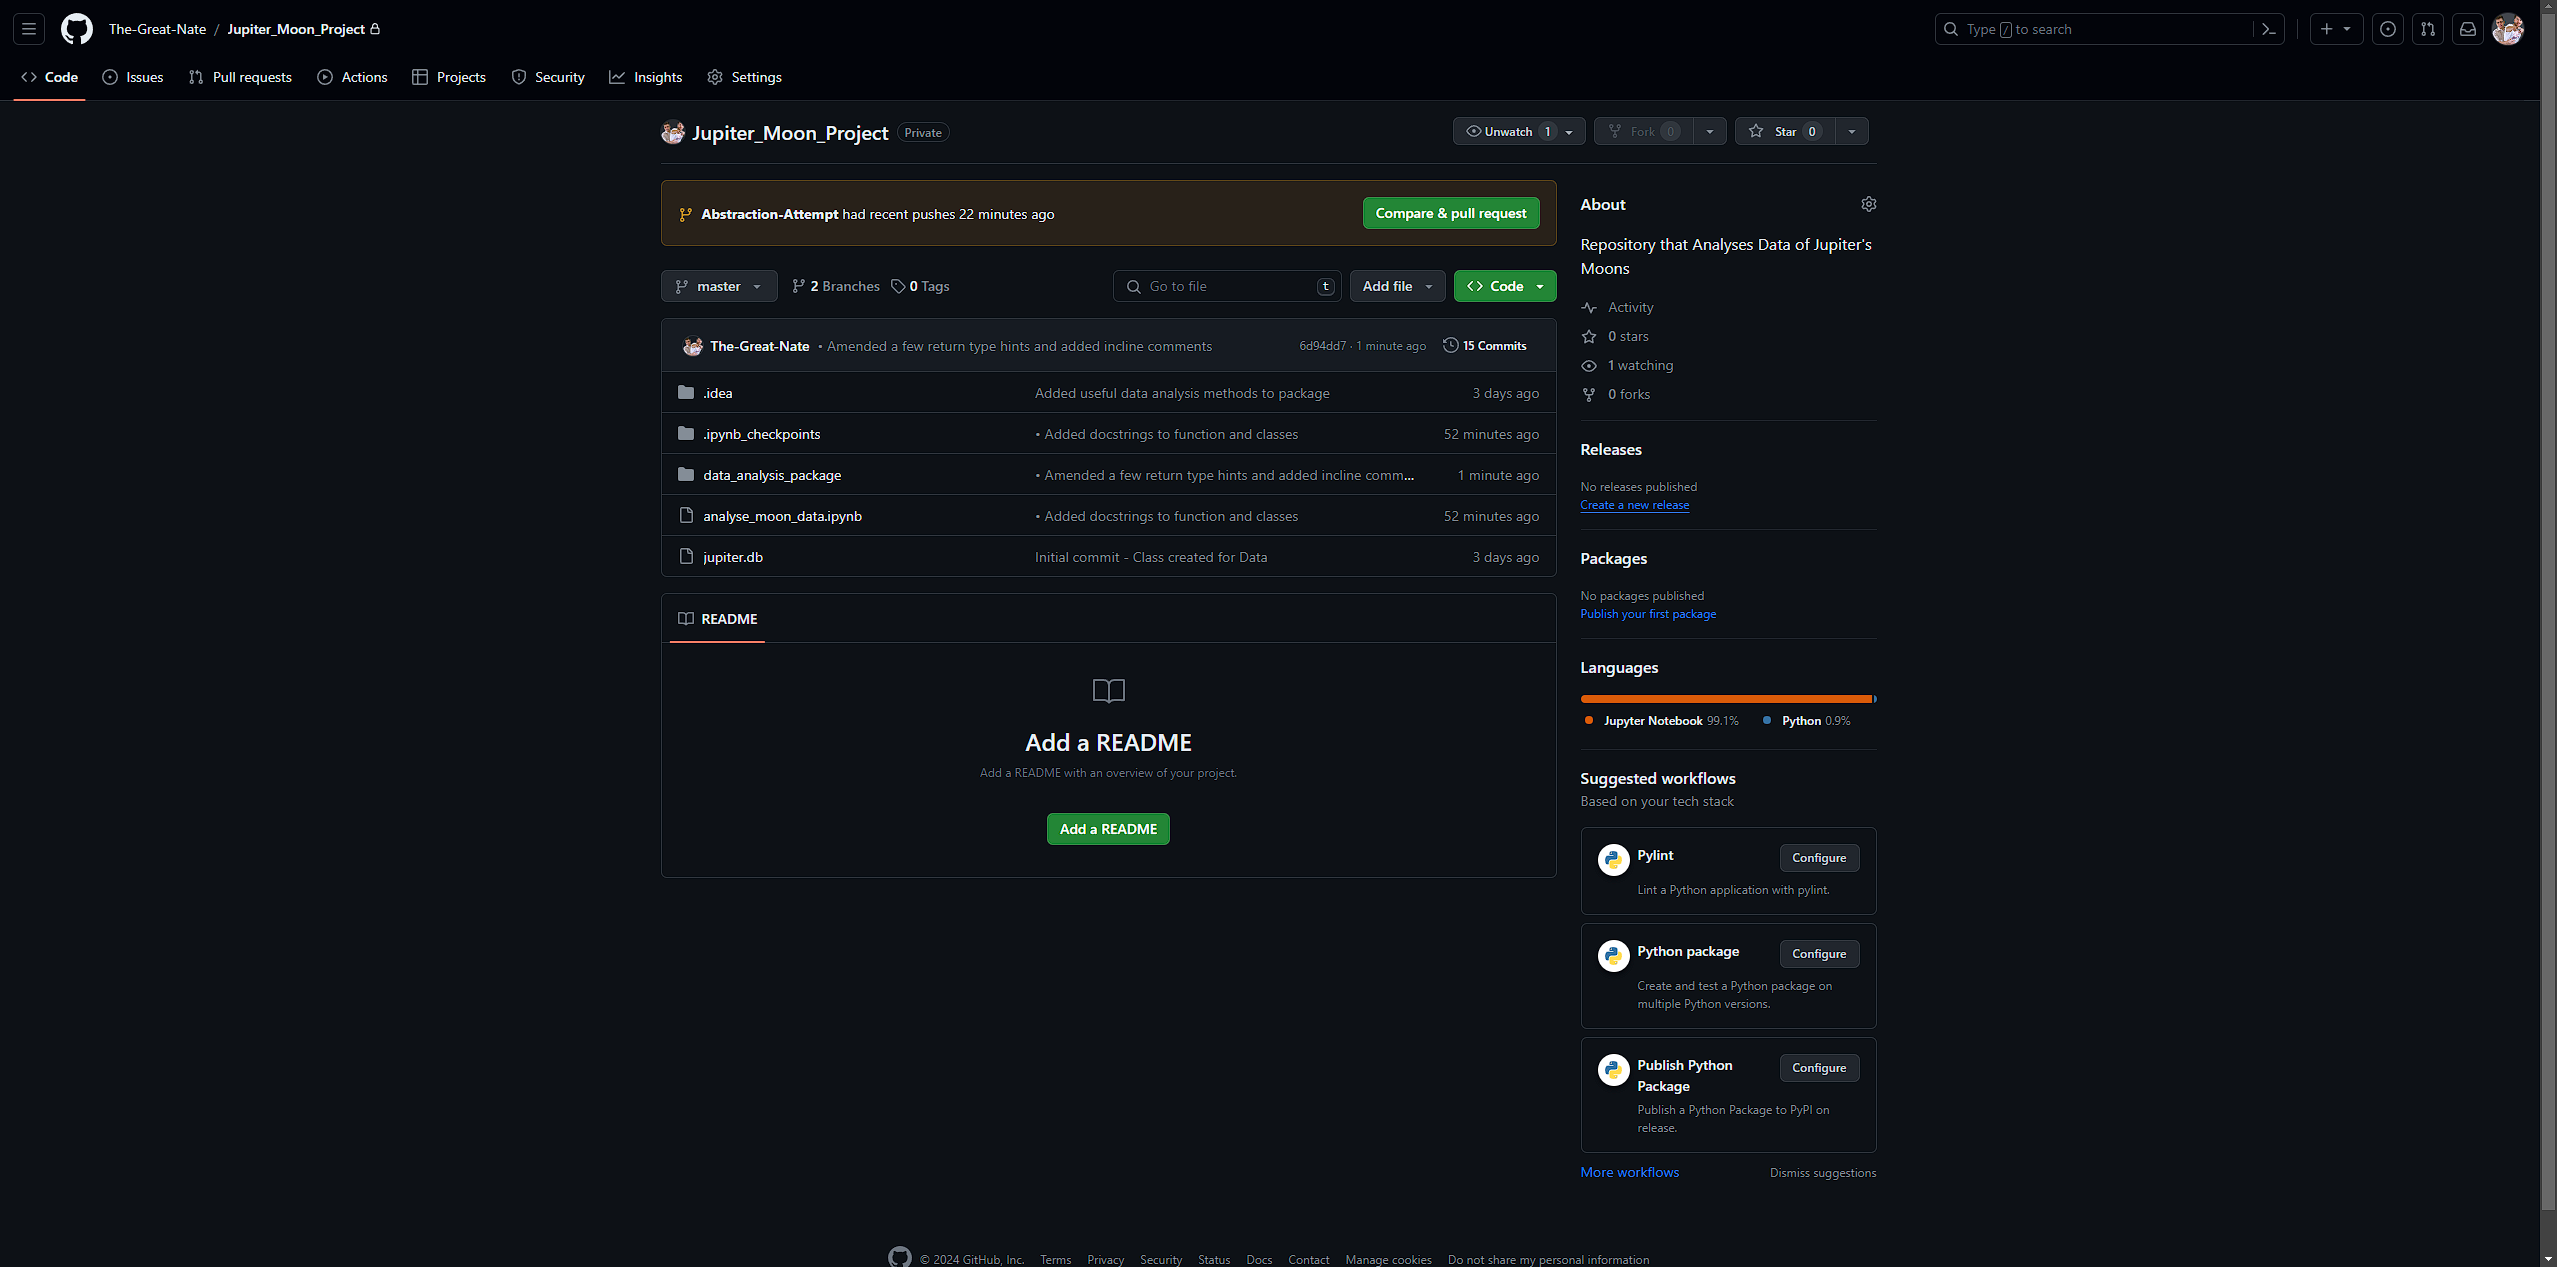 The-Great-Nate / Jupiter_Moon_Project
Type / to search
Code Issues Pull requests Actions Projects Security Insights Settings
Jupiter_Moon_Project Private
Unwatch 1 Fork 0 Star 0
Abstraction-Attempt had recent pushes 22 minutes ago
Compare & pull request
master 2 Branches 0 Tags
Go to file t Add file Code
The-Great-Nate • Amended a few return type hints and added incline comments 6d94dd7 · 1 minute ago 15 Commits
.idea Added useful data analysis methods to package 3 days ago
.ipynb_checkpoints • Added docstrings to function and classes 52 minutes ago
data_analysis_package • Amended a few return type hints and added incline comm... 1 minute ago
analyse_moon_data.ipynb • Added docstrings to function and classes 52 minutes ago
jupiter.db Initial commit - Class created for Data 3 days ago
README
Add a README
Add a README with an overview of your project.
Add a README
About
Repository that Analyses Data of Jupiter's
Moons
Activity
0 stars
1 watching
0 forks
Releases
No releases published
Create a new release
Packages
No packages published
Publish your first package
Languages
Jupyter Notebook 99.1% Python 0.9%
Suggested workflows
Based on your tech stack
Pylint Configure
Lint a Python application with pylint.
Python package Configure
Create and test a Python package on
multiple Python versions.
Publish Python Configure
Package
Publish a Python Package to PyPI on
release.
More workflows Dismiss suggestions
© 2024 GitHub, Inc. Terms Privacy Security Status Docs Contact Manage cookies Do not share my personal information